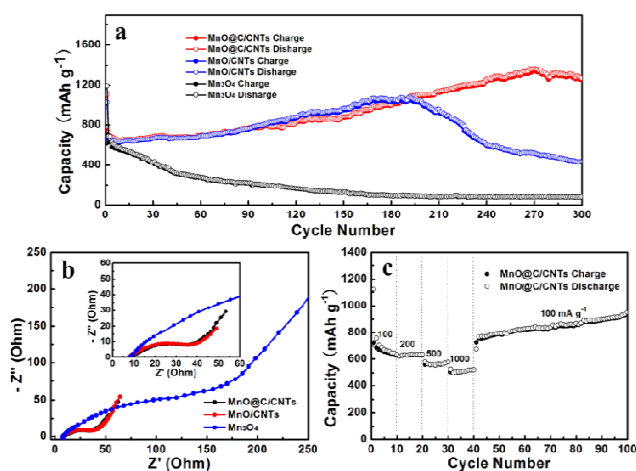 a
MnO@C/CNTs Charge
MnO@C/CNTs Disharge
MnO/CNTs Charge
MnO/CNTs Disharge
Mn₃O₄ Charge
Mn₃O₄ Disharge
1600
1200
800
400
0
Capacity (mAh g⁻¹)
0 30 60 90 120 150 180 210 240 270 300
Cycle Number
b
250
200
150
100
50
0
- Z'' (Ohm)
60
50
40
30
20
10
0
- Z'' (Ohm)
0 10 20 30 40 50 60
Z' (Ohm)
MnO@C/CNTs
MnO/CNTs
Mn₃O₄
0 50 100 150 200 250
Z' (Ohm)
c
MnO@C/CNTs Charge
MnO@C/CNTs Discharge
1200
1000
800
600
400
200
0
Capacity (mAh g⁻¹)
100
200
500
1000
100 mA g⁻¹
0 10 20 30 40 50 60 70 80 90 100
Cycle Number